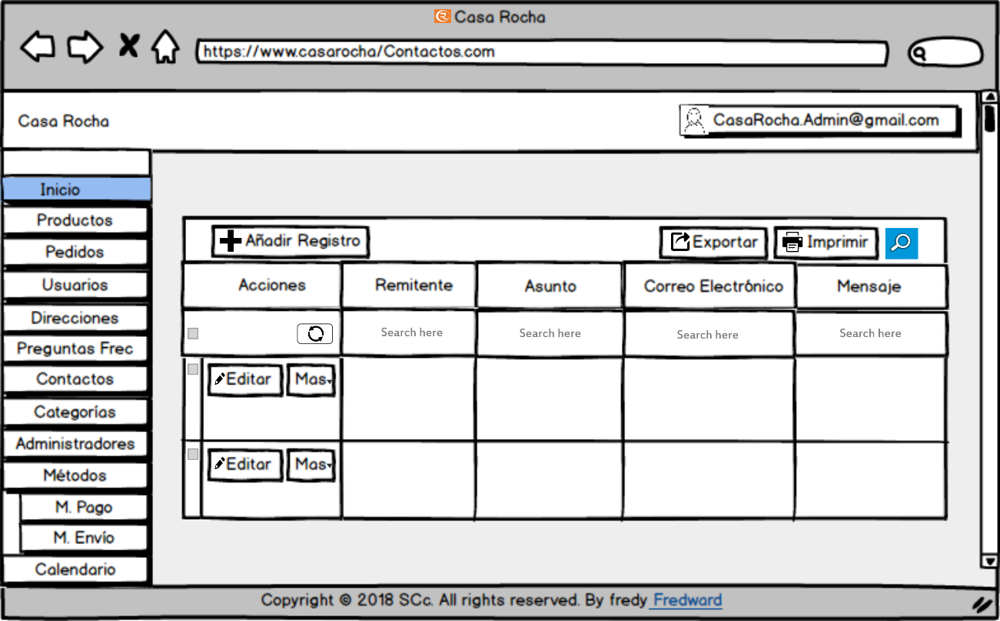 Casa Rocha
https://www.casarocha/Contactos.com
Casa Rocha
CasaRocha.Admin@gmail.com
Inicio
Productos
Pedidos
Usuarios
Direcciones
Preguntas Frec
Contactos
Categorías
Administradores
Métodos
M. Pago
M. Envío
Calendario
Añadir Registro
Exportar
Imprimir
Acciones
Remitente
Asunto
Correo Electrónico
Mensaje
Search here
Search here
Search here
Search here
Editar
Mas
Editar
Mas
Copyright © 2018 SCc. All rights reserved. By fredy Fredward